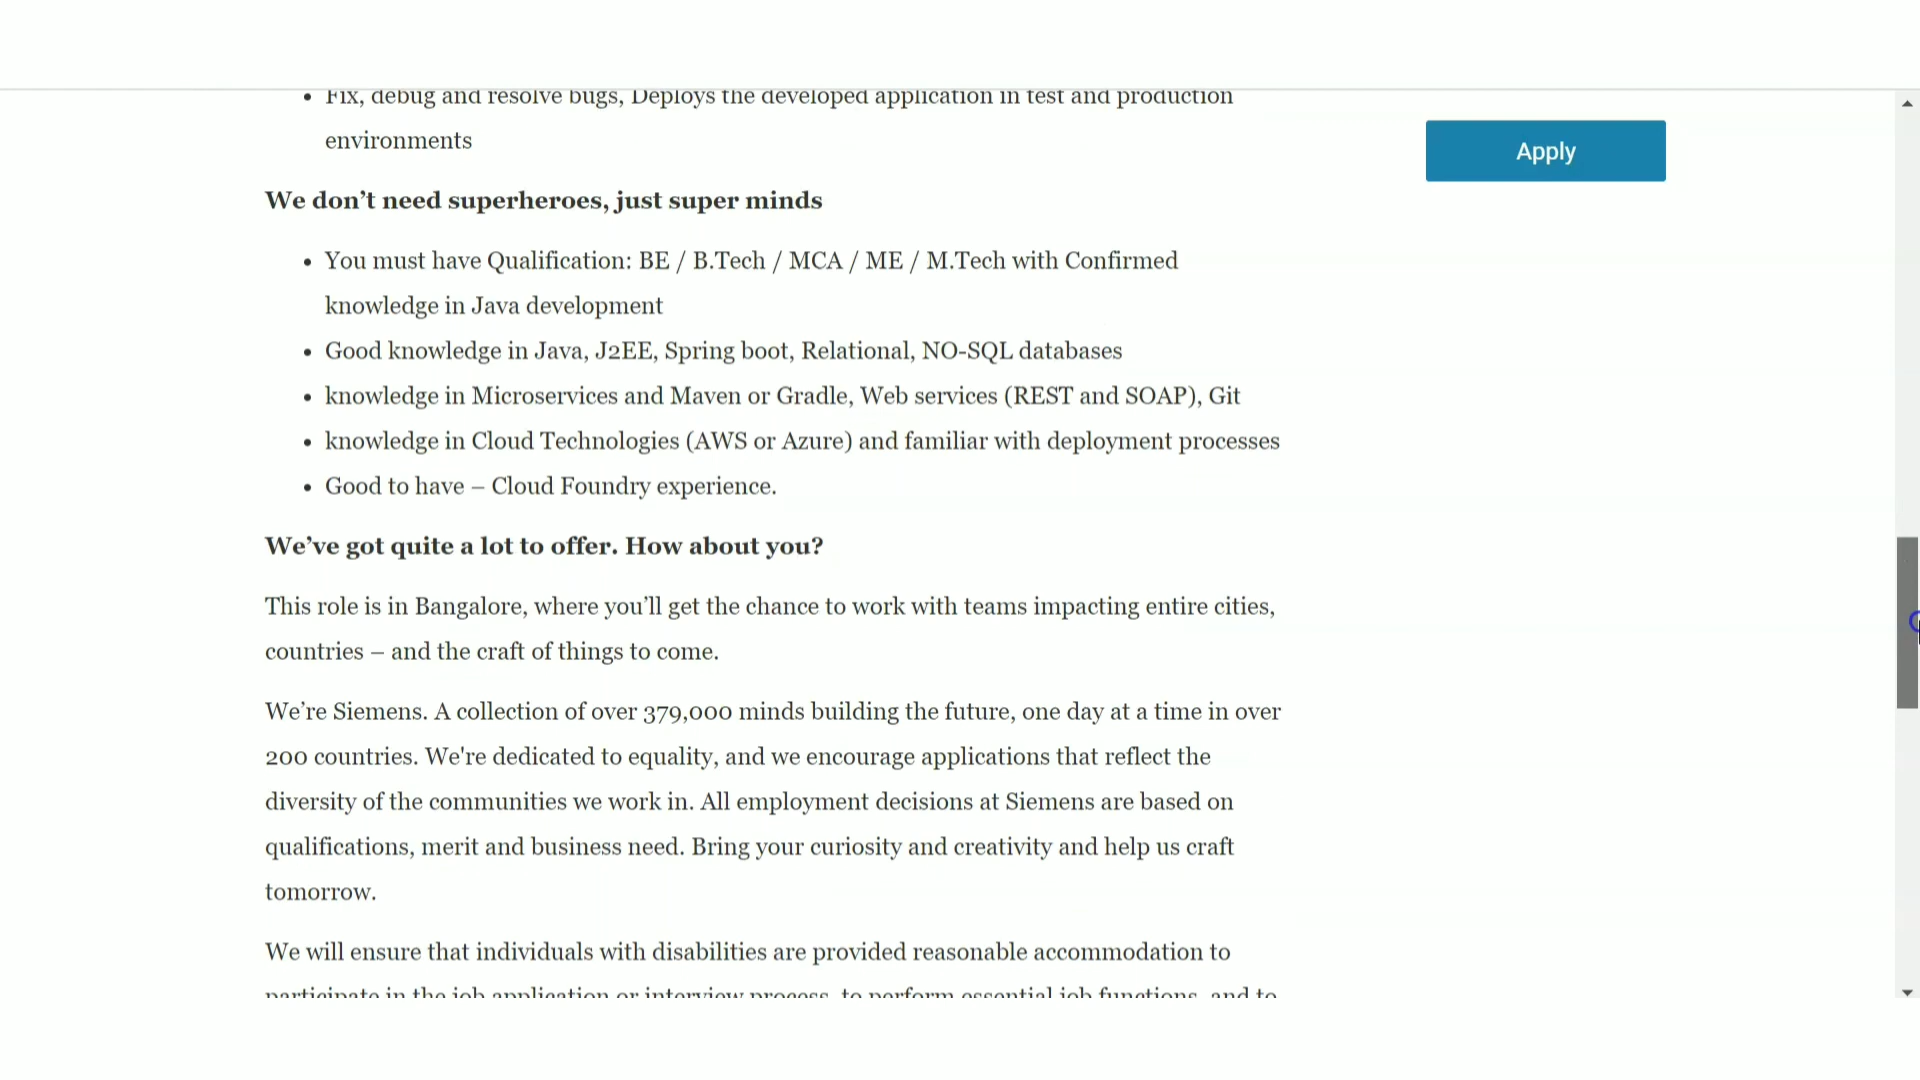 Fix, debug and resolve bugs, Deploys the developed application in test and production
environments
Apply
We don’t need superheroes, just super minds
You must have Qualification: BE / B.Tech / MCA / ME / M.Tech with Confirmed
knowledge in Java development
Good knowledge in Java, J2EE, Spring boot, Relational, NO-SQL databases
knowledge in Microservices and Maven or Gradle, Web services (REST and SOAP), Git
knowledge in Cloud Technologies (AWS or Azure) and familiar with deployment processes
Good to have – Cloud Foundry experience.
We’ve got quite a lot to offer. How about you?
This role is in Bangalore, where you’ll get the chance to work with teams impacting entire cities,
countries – and the craft of things to come.
We’re Siemens. A collection of over 379,000 minds building the future, one day at a time in over
200 countries. We're dedicated to equality, and we encourage applications that reflect the
diversity of the communities we work in. All employment decisions at Siemens are based on
qualifications, merit and business need. Bring your curiosity and creativity and help us craft
tomorrow.
We will ensure that individuals with disabilities are provided reasonable accommodation to
participate in the job application or interview process, to perform essential job functions, and to